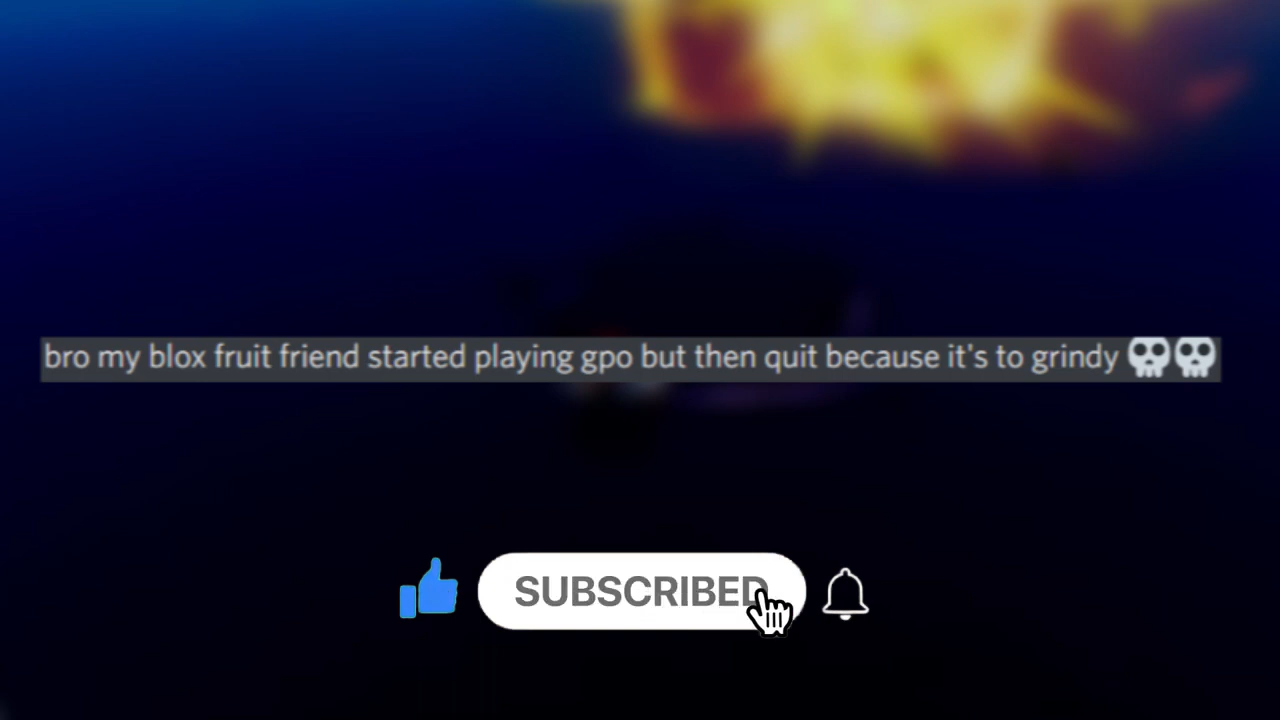 bro my blox fruit friend started playing gpo but then quit because it's to grindy 💀💀
SUBSCRIBED